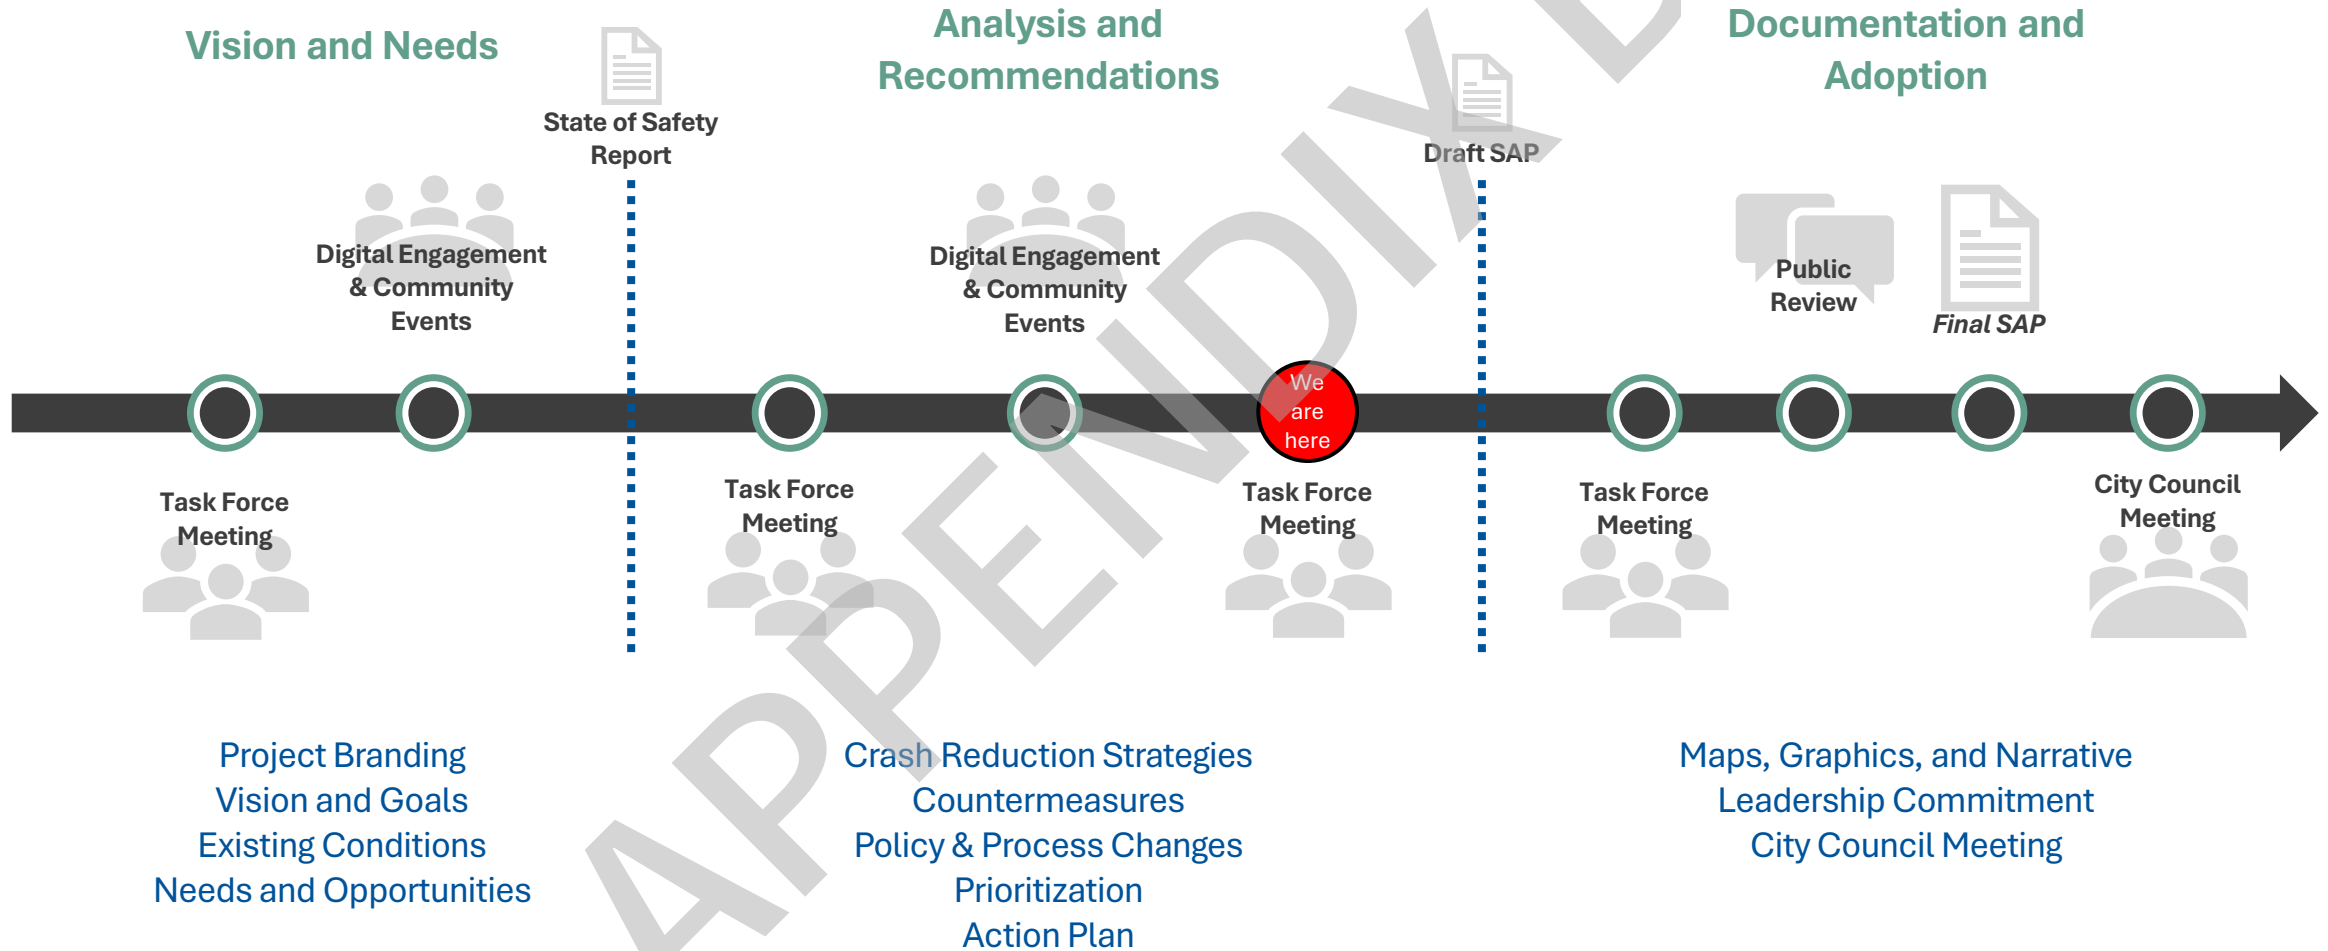 Vision and Needs
State of Safety
Report
Digital Engagement
& Community
Events
Task Force
Meeting
Project Branding
Vision and Goals
Existing Conditions
Needs and Opportunities
Analysis and
Recommendations
Digital Engagement
& Community
Events
Task Force
Meeting
We
are
here
Task Force
Meeting
Crash Reduction Strategies
Countermeasures
Policy & Process Changes
Prioritization
Action Plan
Draft SAP
Documentation and
Adoption
Public
Review
Final SAP
Task Force
Meeting
City Council
Meeting
Maps, Graphics, and Narrative
Leadership Commitment
City Council Meeting
APPENDIX